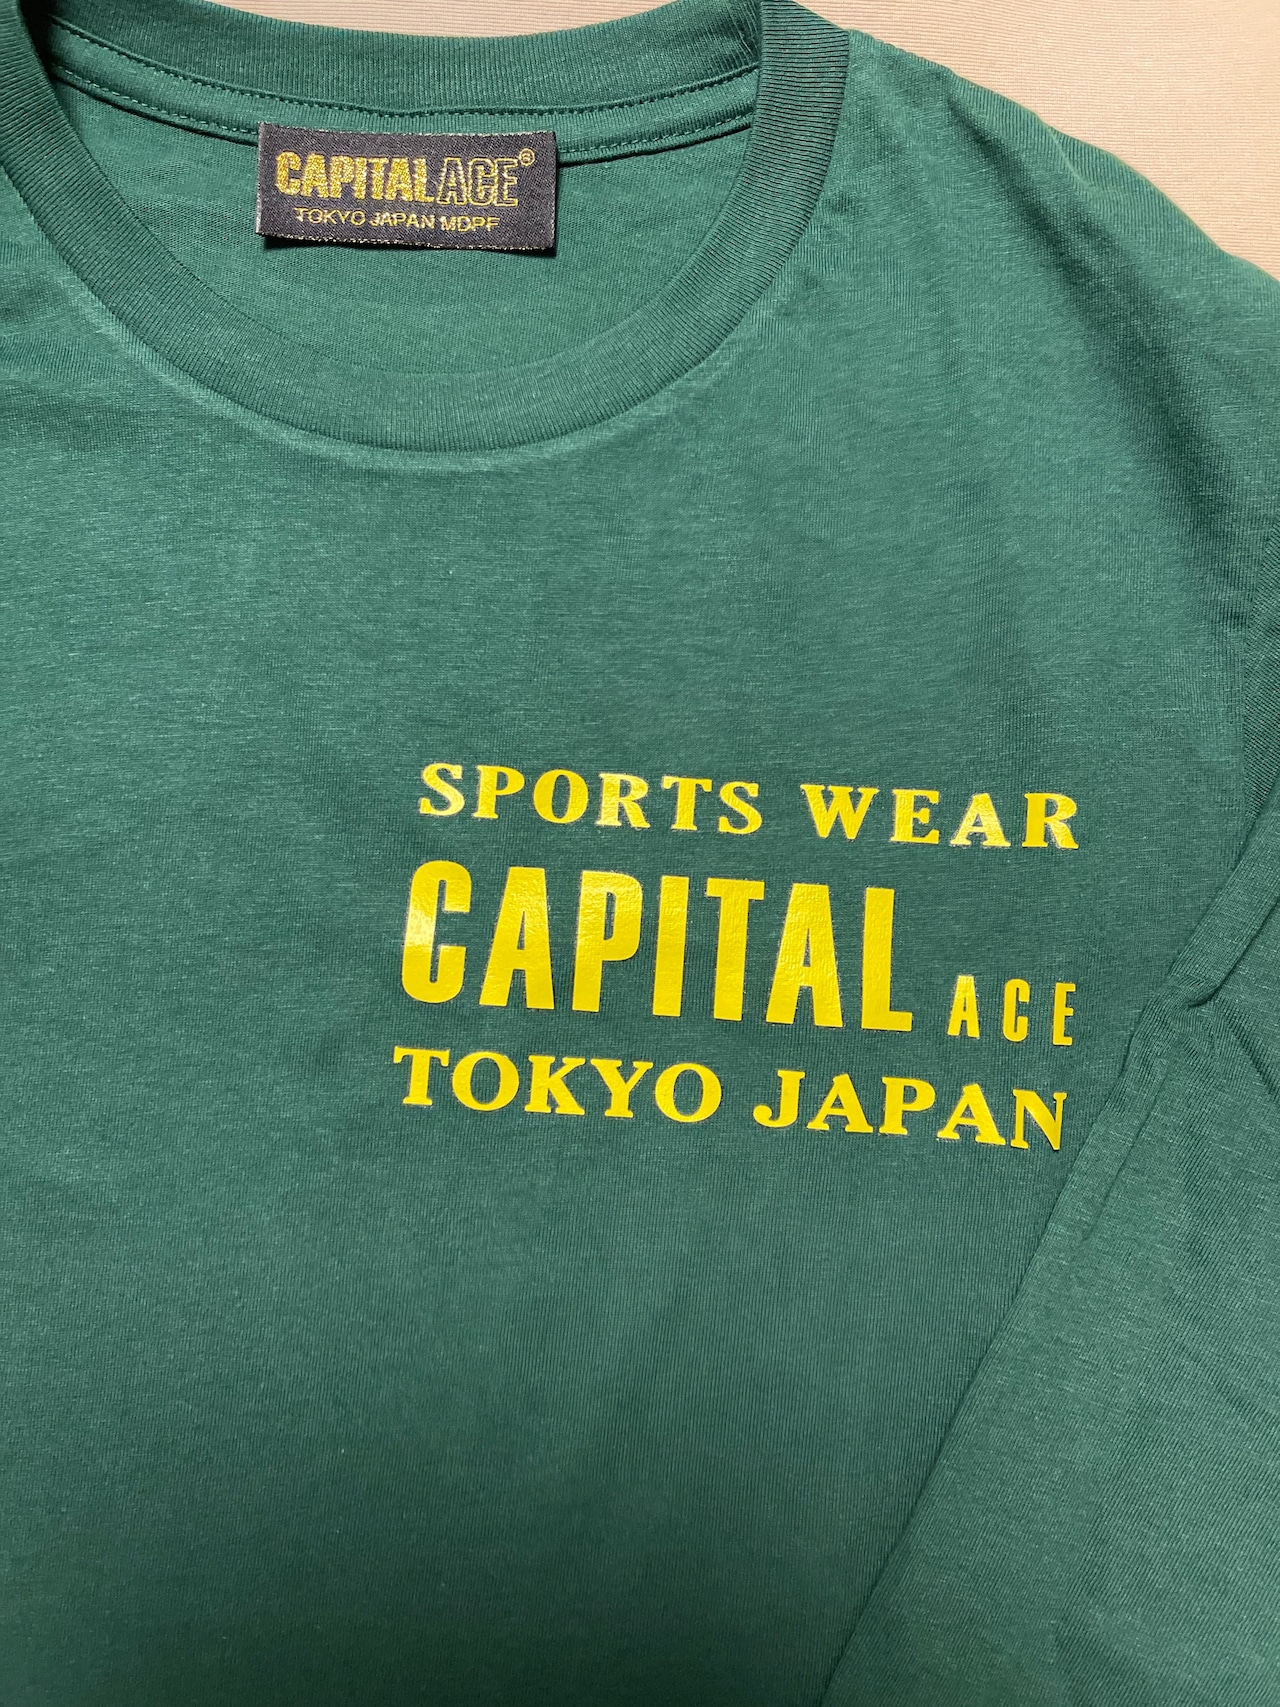 CAPITAL ACE®
TOKYO JAPAN MDPF
SPORTS WEAR
CAPITAL ACE
TOKYO JAPAN